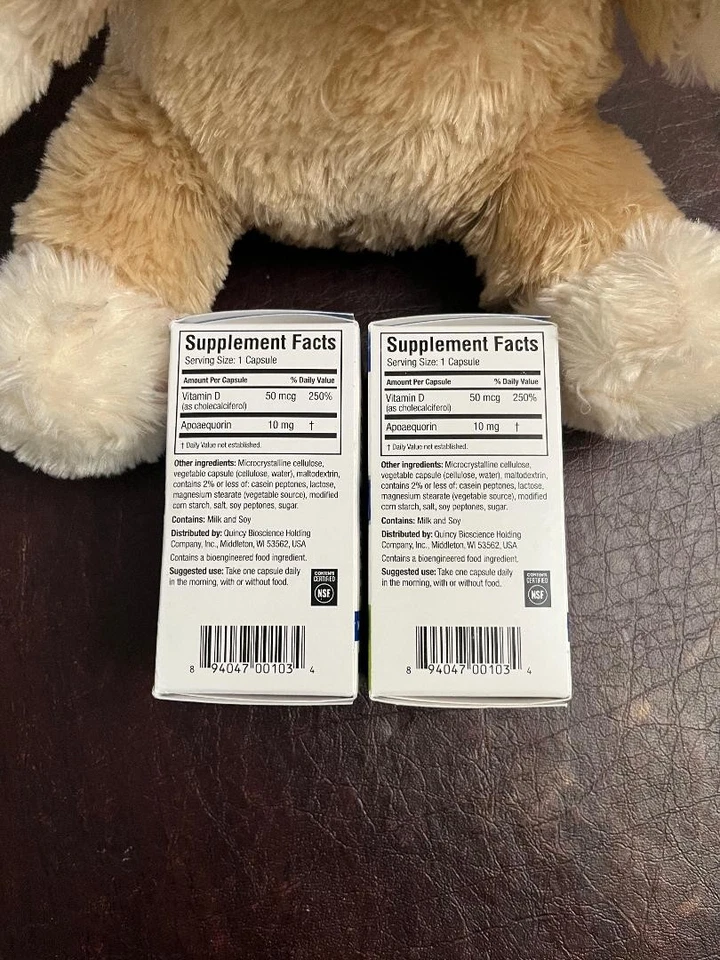 Supplement Facts
Serving Size: 1 Capsule
Amount Per Capsule % Daily Value
Vitamin D 50 mcg 250%
(as cholecalciferol)
Apoaequorin 10 mg †
† Daily Value not established.
Other ingredients: Microcrystalline cellulose,
vegetable capsule (cellulose, water), maltodextrin,
contains 2% or less of: casein peptones, lactose,
magnesium stearate (vegetable source), modified
corn starch, salt, soy peptones, sugar.
Contains: Milk and Soy
Distributed by: Quincy Bioscience Holding
Company, Inc., Middleton, WI 53562, USA
Contains a bioengineered food ingredient.
Suggested use: Take one capsule daily
in the morning, with or without food.
CONTENTS
CERTIFIED
NSF
8 94047 00103 4
Supplement Facts
Serving Size: 1 Capsule
Amount Per Capsule % Daily Value
Vitamin D 50 mcg 250%
(as cholecalciferol)
Apoaequorin 10 mg †
† Daily Value not established.
Other ingredients: Microcrystalline cellulose,
vegetable capsule (cellulose, water), maltodextrin,
contains 2% or less of: casein peptones, lactose,
magnesium stearate (vegetable source), modified
corn starch, salt, soy peptones, sugar.
Contains: Milk and Soy
Distributed by: Quincy Bioscience Holding
Company, Inc., Middleton, WI 53562, USA
Contains a bioengineered food ingredient.
Suggested use: Take one capsule daily
in the morning, with or without food.
CONTENTS
CERTIFIED
NSF
8 94047 00103 4